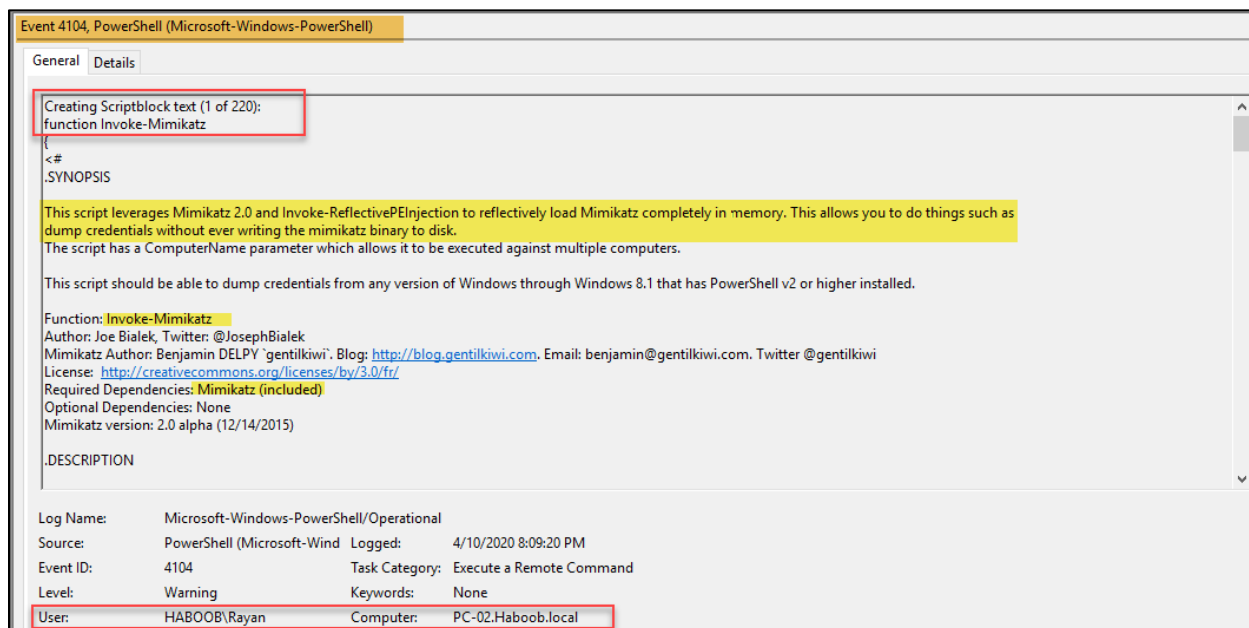 Event 4104, PowerShell (Microsoft-Windows-PowerShell)
General Details
Creating Scriptblock text (1 of 220):
function Invoke-Mimikatz
{
<#
.SYNOPSIS
This script leverages Mimikatz 2.0 and Invoke-ReflectivePEInjection to reflectively load Mimikatz completely in memory. This allows you to do things such as
dump credentials without ever writing the mimikatz binary to disk.
The script has a ComputerName parameter which allows it to be executed against multiple computers.
This script should be able to dump credentials from any version of Windows through Windows 8.1 that has PowerShell v2 or higher installed.
Function: Invoke-Mimikatz
Author: Joe Bialek, Twitter: @JosephBialek
Mimikatz Author: Benjamin DELPY `gentilkiwi`. Blog: http://blog.gentilkiwi.com. Email: benjamin@gentilkiwi.com. Twitter @gentilkiwi
License: http://creativecommons.org/licenses/by/3.0/fr/
Required Dependencies: Mimikatz (included)
Optional Dependencies: None
Mimikatz version: 2.0 alpha (12/14/2015)
.DESCRIPTION
Log Name: Microsoft-Windows-PowerShell/Operational
Source: PowerShell (Microsoft-Wind Logged: 4/10/2020 8:09:20 PM
Event ID: 4104 Task Category: Execute a Remote Command
Level: Warning Keywords: None
User: HABOOB\Rayan Computer: PC-02.Haboob.local